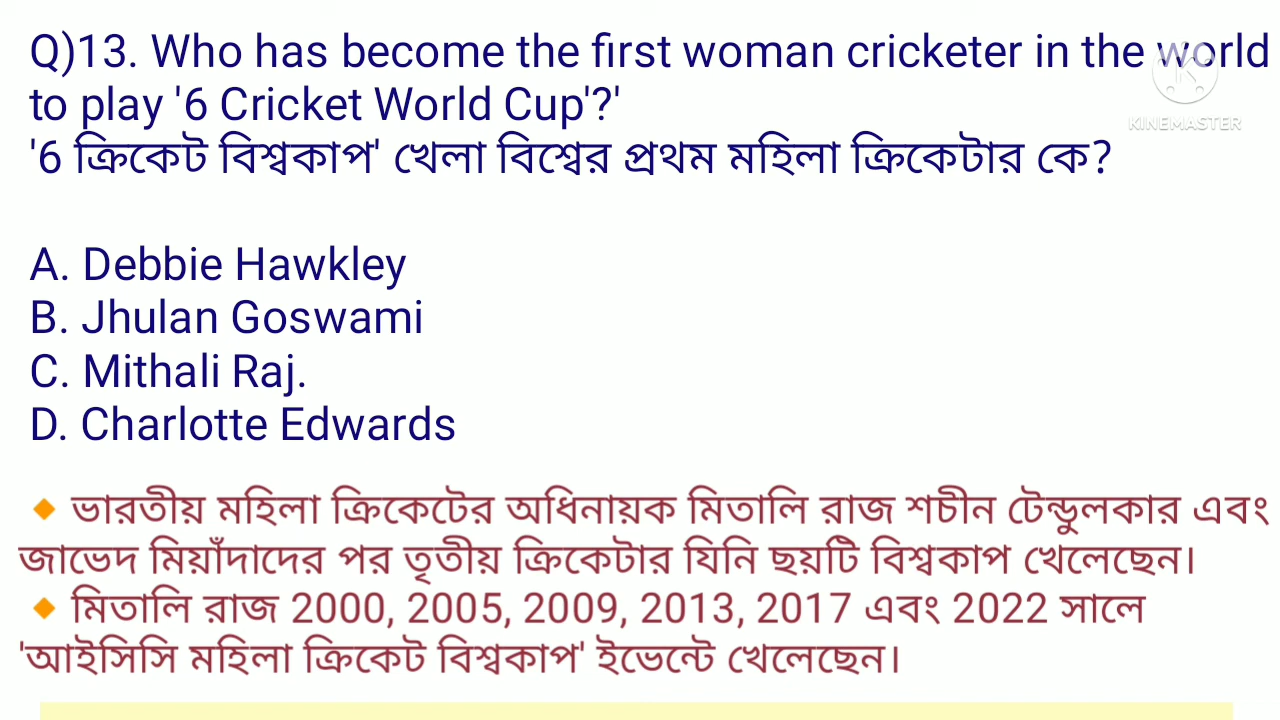 Q)13. Who has become the first woman cricketer in the world
to play '6 Cricket World Cup'?'
'6 ক্রিকেট বিশ্বকাপ' খেলা বিশ্বের প্রথম মহিলা ক্রিকেটার কে?
KINEMASTER
A. Debbie Hawkley
B. Jhulan Goswami
C. Mithali Raj.
D. Charlotte Edwards
🔸 ভারতীয় মহিলা ক্রিকেটের অধিনায়ক মিতালি রাজ শচীন টেন্ডুলকার এবং
জাভেদ মিয়াঁদাদের পর তৃতীয় ক্রিকেটার যিনি ছয়টি বিশ্বকাপ খেলেছেন।
🔸 মিতালি রাজ 2000, 2005, 2009, 2013, 2017 এবং 2022 সালে
'আইসিসি মহিলা ক্রিকেট বিশ্বকাপ' ইভেন্টে খেলেছেন।